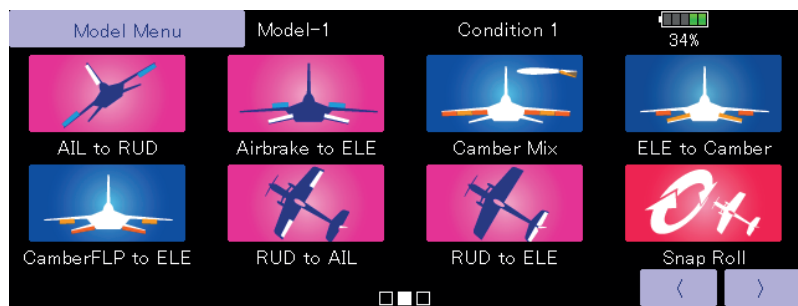 Model Menu Model-1 Condition 1 34%
AIL to RUD Airbrake to ELE Camber Mix ELE to Camber
CamberFLP to ELE RUD to AIL RUD to ELE Snap Roll
〈 〉